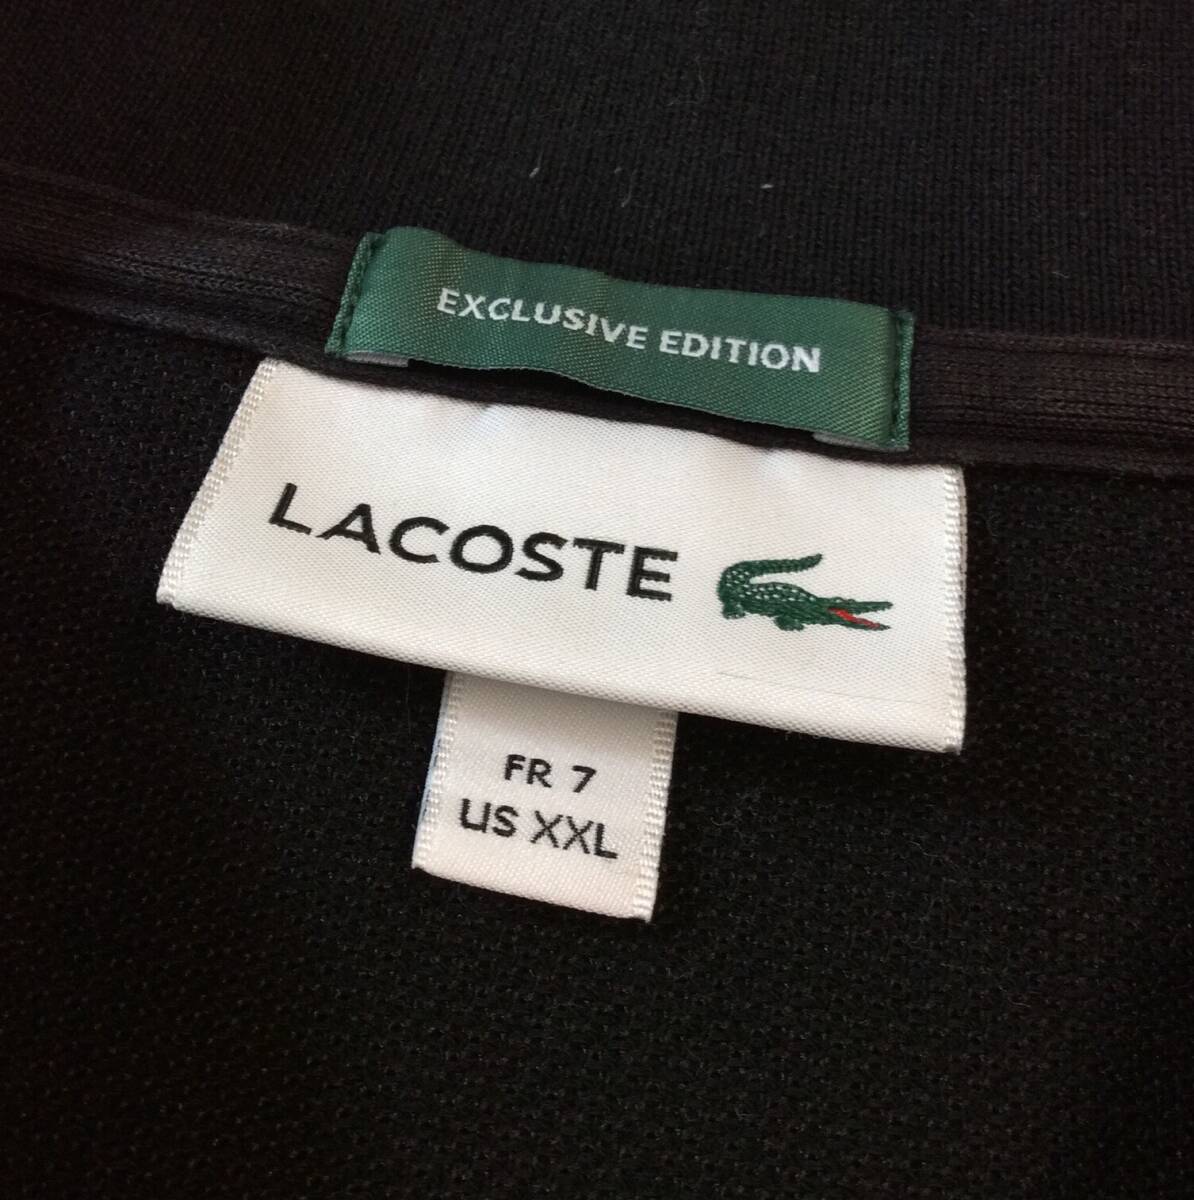 EXCLUSIVE EDITION
LACOSTE
FR 7
US XXL